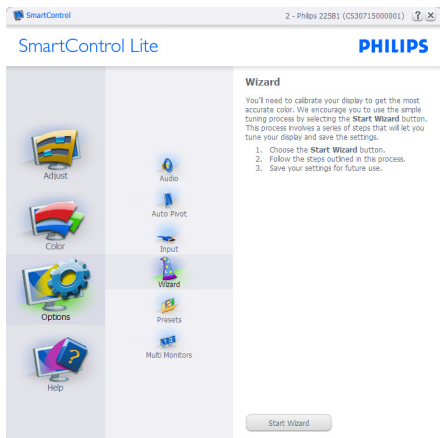 SmartControl
2 - Philips 225B1 (CS30715000001)
? X
SmartControl Lite
PHILIPS
Adjust
Color
Options
Help
Audio
Auto Pivot
Input
Wizard
Presets
Multi Monitors
Wizard
You'll need to calibrate your display to get the most
accurate color. We encourage you to use the simple
tuning process by selecting the Start Wizard button.
This process involves a series of steps that will let you
tune your display and save the settings.
1. Choose the Start Wizard button.
2. Follow the steps outlined in this process.
3. Save your settings for future use.
Start Wizard